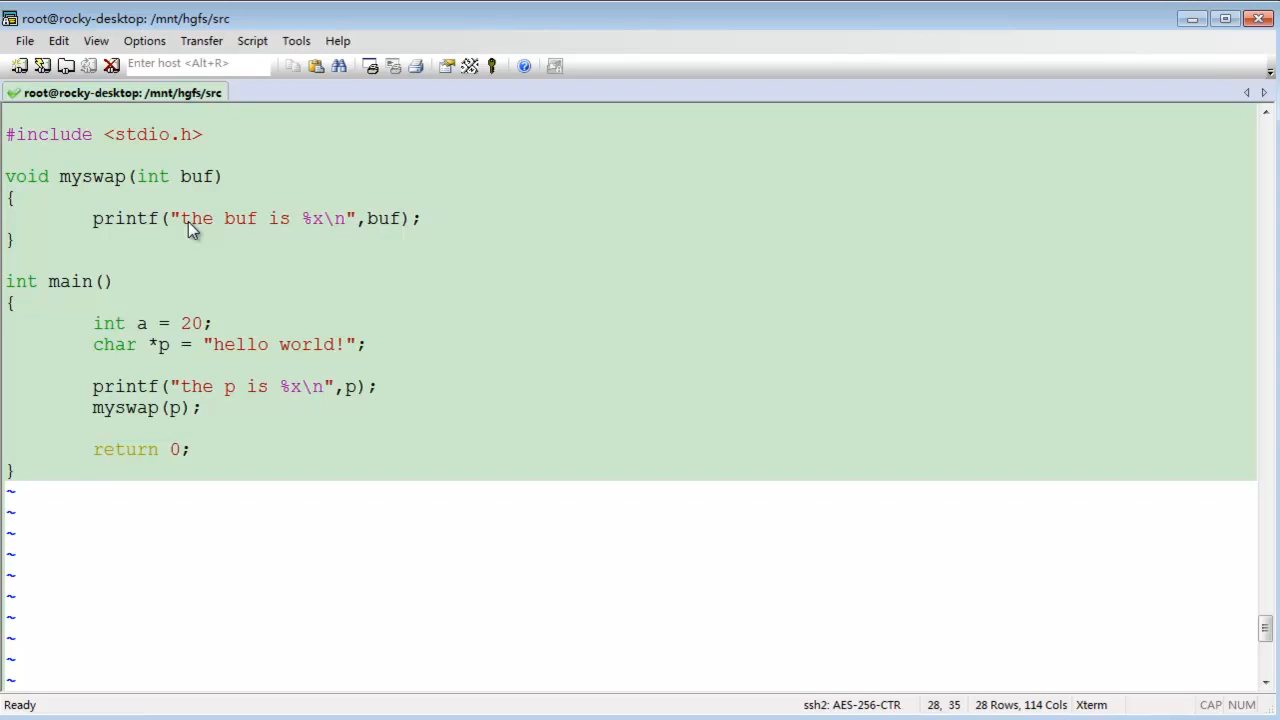 root@rocky-desktop: /mnt/hgfs/src
File Edit View Options Transfer Script Tools Help
Enter host <Alt+R>
root@rocky-desktop: /mnt/hgfs/src
#include <stdio.h>
void myswap(int buf)
{
printf("the buf is %x\n",buf);
}
int main()
{
int a = 20;
char *p = "hello world!";
printf("the p is %x\n",p);
myswap(p);
return 0;
}
~
~
~
~
~
~
~
~
~
~
Ready ssh2: AES-256-CTR 28, 35 28 Rows, 114 Cols Xterm CAP NUM